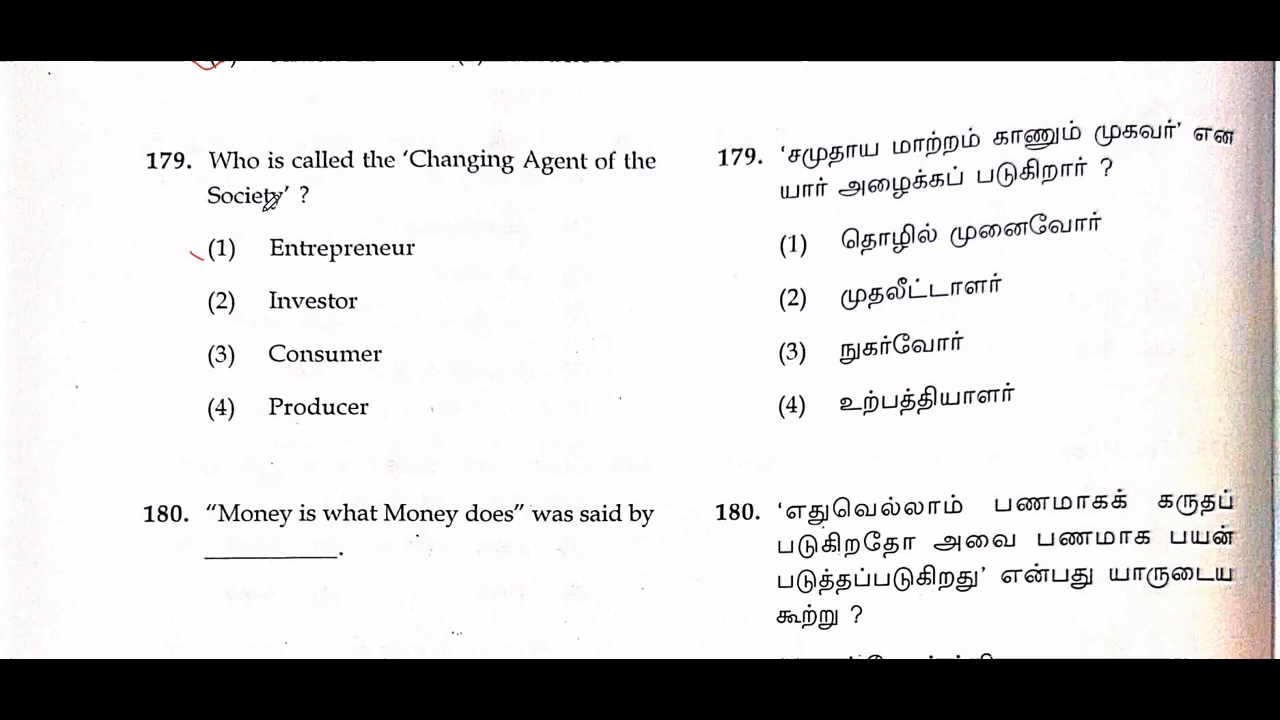 179. Who is called the ‘Changing Agent of the
Society’ ?
(1) Entrepreneur
(2) Investor
(3) Consumer
(4) Producer
180. “Money is what Money does” was said by
____________.
179. ‘சமுதாய மாற்றம் காணும் முகவர்’ என
யார் அழைக்கப் படுகிறார் ?
(1) தொழில் முனைவோர்
(2) முதலீட்டாளர்
(3) நுகர்வோர்
(4) உற்பத்தியாளர்
180. ‘எதுவெல்லாம் பணமாகக் கருதப்
படுகிறதோ அவை பணமாக பயன்
படுத்தப்படுகிறது’ என்பது யாருடைய
கூற்று ?